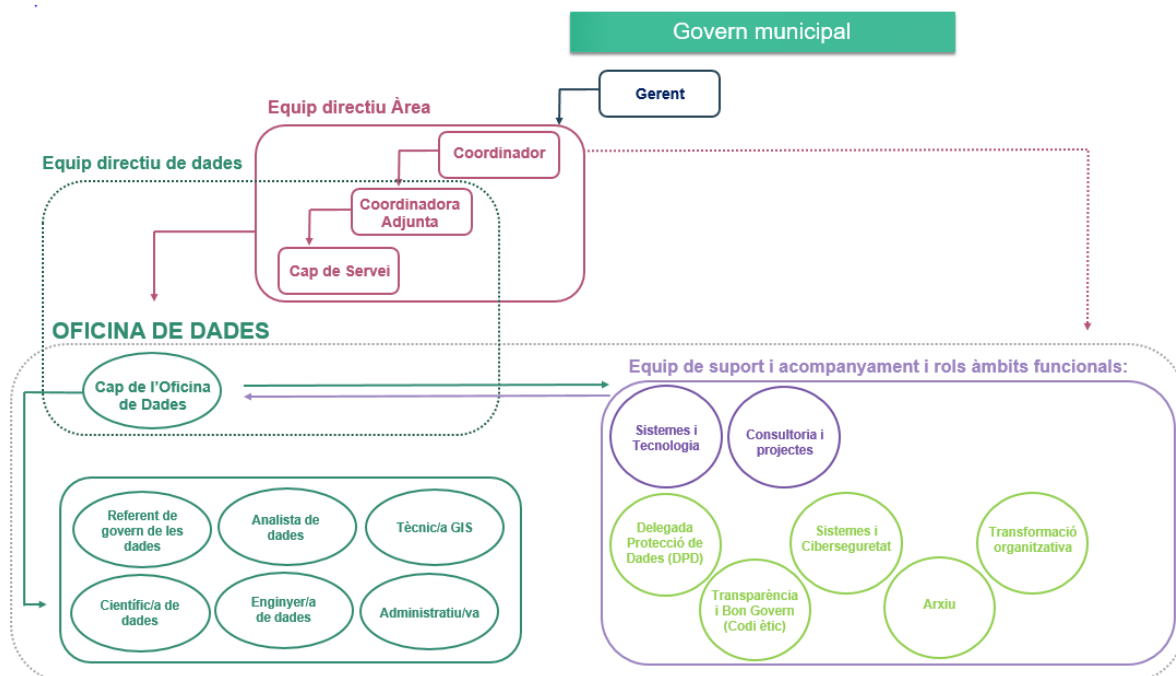 Govern municipal
Gerent
Equip directiu Àrea
Coordinador
Equip directiu de dades
Coordinadora
Adjunta
Cap de Servei
OFICINA DE DADES
Cap de l'Oficina
de Dades
Equip de suport i acompanyament i rols àmbits funcionals:
Sistemes i
Tecnologia
Consultoria i
projectes
Referent de
govern de les
dades
Analista de
dades
Tècnic/a GIS
Científic/a de
dades
Enginyer/a
de dades
Administratiu/va
Delegada
Protecció de
Dades (DPD)
Sistemes i
Ciberseguretat
Transformació
organitzativa
Transparència
i Bon Govern
(Codi ètic)
Arxiu